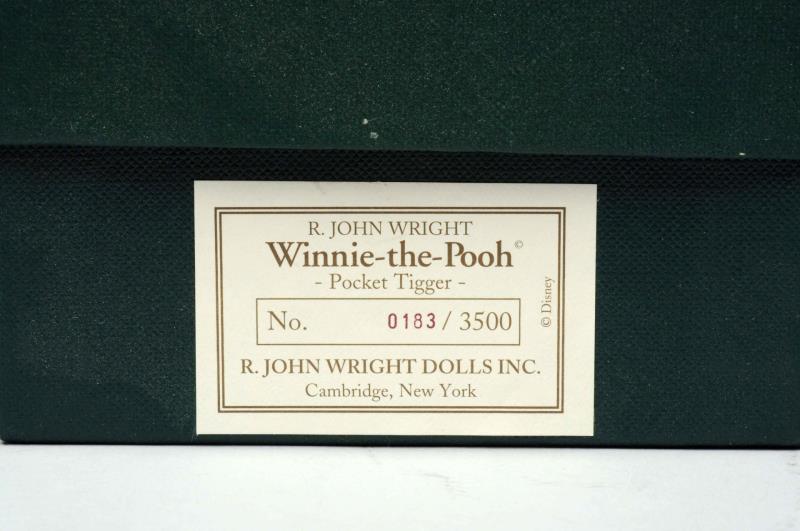 R. JOHN WRIGHT
Winnie-the-Pooh©
- Pocket Tigger -
No. 0183 / 3500
© Disney
R. JOHN WRIGHT DOLLS INC.
Cambridge, New York